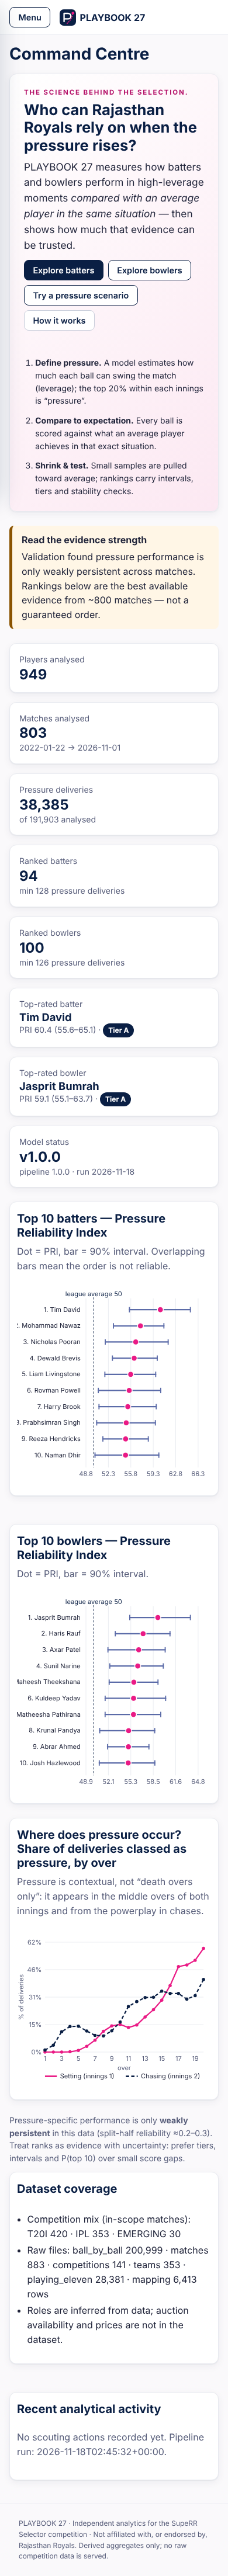 Menu
PLAYBOOK 27
Command Centre
THE SCIENCE BEHIND THE SELECTION.
Who can Rajasthan
Royals rely on when the
pressure rises?
PLAYBOOK 27 measures how batters
and bowlers perform in high-leverage
moments compared with an average
player in the same situation — then
shows how much that evidence can
be trusted.
Explore batters
Explore bowlers
Try a pressure scenario
How it works
1. Define pressure. A model estimates how
much each ball can swing the match
(leverage); the top 20% within each innings
is “pressure”.
2. Compare to expectation. Every ball is
scored against what an average player
achieves in that exact situation.
3. Shrink & test. Small samples are pulled
toward average; rankings carry intervals,
tiers and stability checks.
Read the evidence strength
Validation found pressure performance is
only weakly persistent across matches.
Rankings below are the best available
evidence from ~800 matches — not a
guaranteed order.
Players analysed
949
Matches analysed
803
2022-01-22 → 2026-11-01
Pressure deliveries
38,385
of 191,903 analysed
Ranked batters
94
min 128 pressure deliveries
Ranked bowlers
100
min 126 pressure deliveries
Top-rated batter
Tim David
PRI 60.4 (55.6–65.1) · Tier A
Top-rated bowler
Jasprit Bumrah
PRI 59.1 (55.1–63.7) · Tier A
Model status
v1.0.0
pipeline 1.0.0 · run 2026-11-18
Top 10 batters — Pressure
Reliability Index
Dot = PRI, bar = 90% interval. Overlapping
bars mean the order is not reliable.
league average 50
1. Tim David
. Mohammad Nawaz
3. Nicholas Pooran
4. Dewald Brevis
5. Liam Livingstone
6. Rovman Powell
7. Harry Brook
8. Prabhsimran Singh
9. Reeza Hendricks
10. Naman Dhir
48.8 52.3 55.8 59.3 62.8 66.3
Top 10 bowlers — Pressure
Reliability Index
Dot = PRI, bar = 90% interval.
league average 50
1. Jasprit Bumrah
2. Haris Rauf
3. Axar Patel
4. Sunil Narine
Maheesh Theekshana
6. Kuldeep Yadav
Matheesha Pathirana
8. Krunal Pandya
9. Abrar Ahmed
10. Josh Hazlewood
48.9 52.1 55.3 58.5 61.6 64.8
Where does pressure occur?
Share of deliveries classed as
pressure, by over
Pressure is contextual, not “death overs
only”: it appears in the middle overs of both
innings and from the powerplay in chases.
62%
46%
31%
15%
0%
% of deliveries
1 3 5 7 9 11 13 15 17 19
over
Setting (innings 1) Chasing (innings 2)
Pressure-specific performance is only weakly
persistent in this data (split-half reliability ≈0.2–0.3).
Treat ranks as evidence with uncertainty: prefer tiers,
intervals and P(top 10) over small score gaps.
Dataset coverage
• Competition mix (in-scope matches):
T20I 420 · IPL 353 · EMERGING 30
• Raw files: ball_by_ball 200,999 · matches
883 · competitions 141 · teams 353 ·
playing_eleven 28,381 · mapping 6,413
rows
• Roles are inferred from data; auction
availability and prices are not in the
dataset.
Recent analytical activity
No scouting actions recorded yet. Pipeline
run: 2026-11-18T02:45:32+00:00.
PLAYBOOK 27 · Independent analytics for the SupeRR
Selector competition · Not affiliated with, or endorsed by,
Rajasthan Royals. Derived aggregates only; no raw
competition data is served.